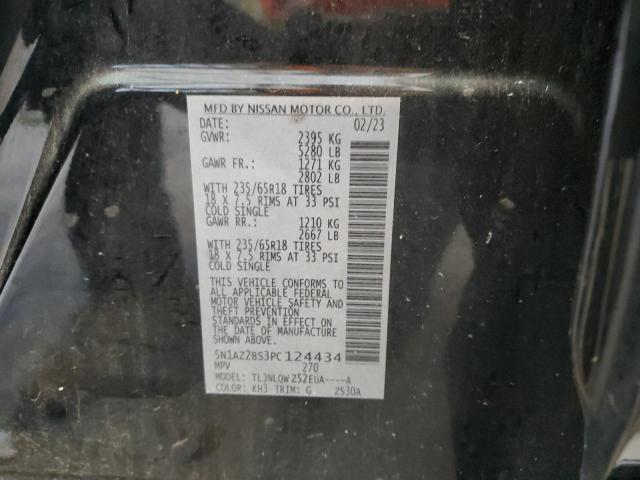 MFD BY NISSAN MOTOR CO., LTD.
DATE: 02/23
GVWR: 2395 KG
5280 LB
GAWR FR.: 1271 KG
2802 LB
WITH 235/65R18 TIRES
18 X 7.5 RIMS AT 33 PSI
COLD SINGLE
GAWR RR.: 1210 KG
2667 LB
WITH 235/65R18 TIRES
18 X 7.5 RIMS AT 33 PSI
COLD SINGLE
THIS VEHICLE CONFORMS TO
ALL APPLICABLE FEDERAL
MOTOR VEHICLE SAFETY AND
THEFT PREVENTION
STANDARDS IN EFFECT ON
THE DATE OF MANUFACTURE
SHOWN ABOVE.
5N1AZ2BS3PC124434
MPV 270
MODEL: TLJNLQW Z52EUA----A
COLOR: KH3 TRIM: G ZS30A